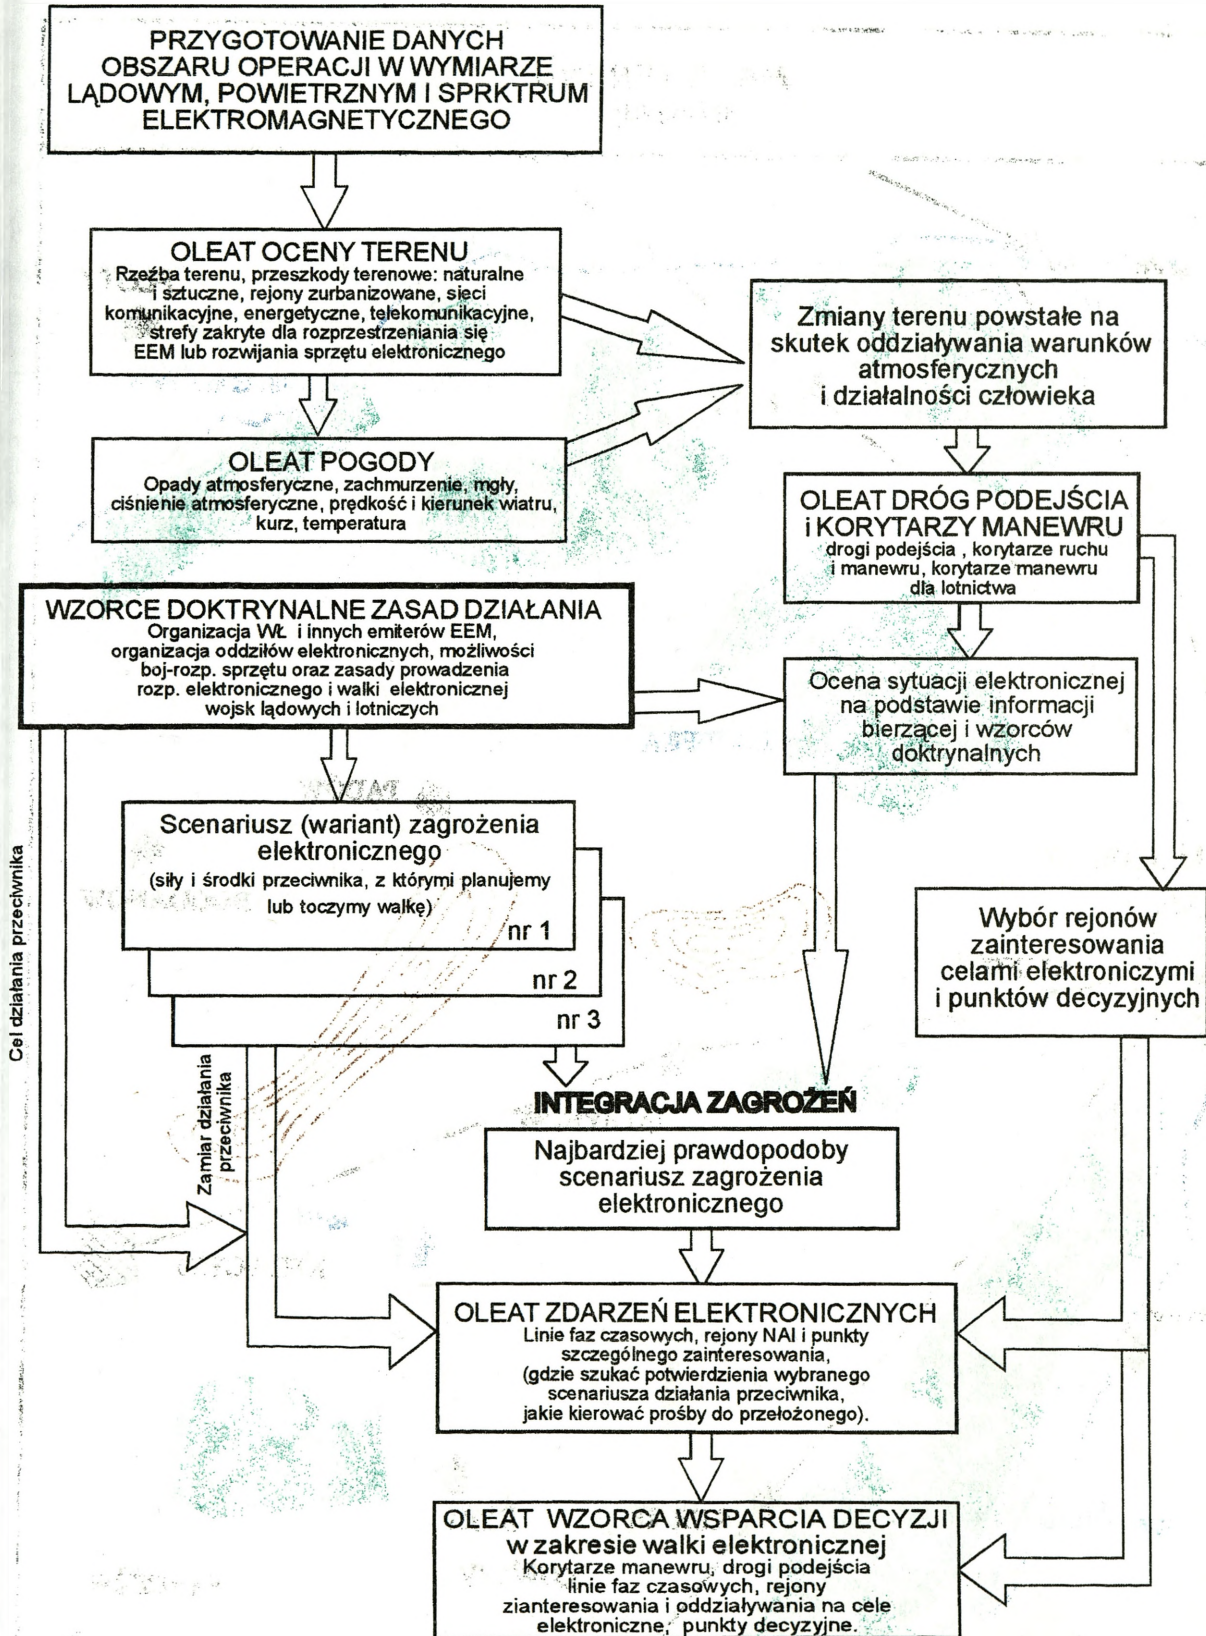 PRZYGOTOWANIE DANYCH
OBSZARU OPERACJI W WYMIARZE
LĄDOWYM, POWIETRZNYM I SPRKTRUM
ELEKTROMAGNETYCZNEGO
OLEAT OCENY TERENU
Rzeźba terenu, przeszkody terenowe: naturalne
i sztuczne, rejony zurbanizowane, sieci
komunikacyjne, energetyczne, telekomunikacyjne,
strefy zakryte dla rozprzestrzeniania się
EEM lub rozwijania sprzętu elektronicznego
Zmiany terenu powstałe na
skutek oddziaływania warunków
atmosferycznych
i działalności człowieka
OLEAT POGODY
Opady atmosferyczne, zachmurzenie, mgły,
ciśnienie atmosferyczne, prędkość i kierunek wiatru,
kurz, temperatura
OLEAT DRÓG PODEJŚCIA
i KORYTARZY MANEWRU
drogi podejścia , korytarze ruchu
i manewru, korytarze manewru
dla lotnictwa
WZORCE DOKTRYNALNE ZASAD DZIAŁANIA
Organizacja WŁ i innych emiterów EEM,
organizacja oddziłów elektronicznych, możliwości
boj-rozp. sprzętu oraz zasady prowadzenia
rozp. elektronicznego i walki elektronicznej
wojsk lądowych i lotniczych
Ocena sytuacji elektronicznej
na podstawie informacji
bierzącej i wzorców
doktrynalnych
Scenariusz (wariant) zagrożenia
elektronicznego
(siły i środki przeciwnika, z którymi planujemy
lub toczymy walkę)
nr 1
nr 2
nr 3
Cel działania przeciwnika
Zamiar działania
przeciwnika
Wybór rejonów
zainteresowania
celami elektroniczymi
i punktów decyzyjnych
INTEGRACJA ZAGROŻEŃ
Najbardziej prawdopodoby
scenariusz zagrożenia
elektronicznego
OLEAT ZDARZEŃ ELEKTRONICZNYCH
Linie faz czasowych, rejony NAI i punkty
szczególnego zainteresowania,
(gdzie szukać potwierdzenia wybranego
scenariusza działania przeciwnika,
jakie kierować prośby do przełożonego).
OLEAT WZORCA WSPARCIA DECYZJI
w zakresie walki elektronicznej
Korytarze manewru, drogi podejścia
linie faz czasowych, rejony
zianteresowania i oddziaływania na cele
elektroniczne, punkty decyzyjne.